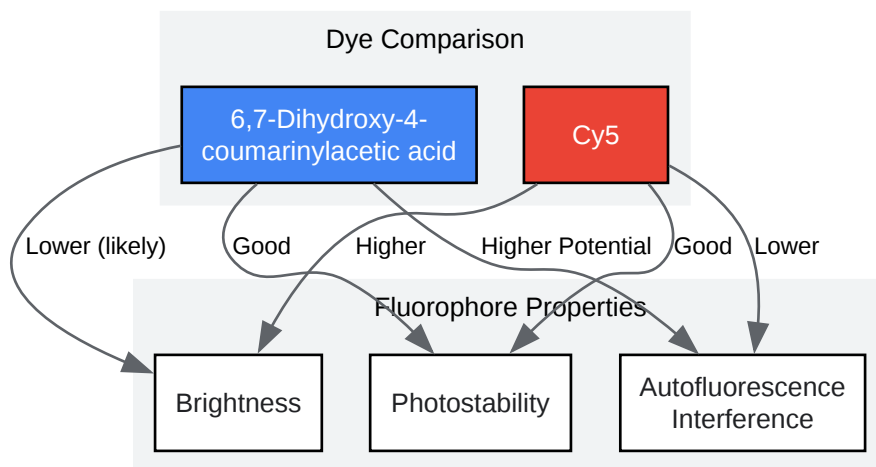 Dye Comparison
6,7-Dihydroxy-4-
coumarinylacetic acid
Cy5
Lower (likely)
Good
Higher
Higher Potential
Good
Lower
Fluorophore Properties
Brightness
Photostability
Autofluorescence
Interference